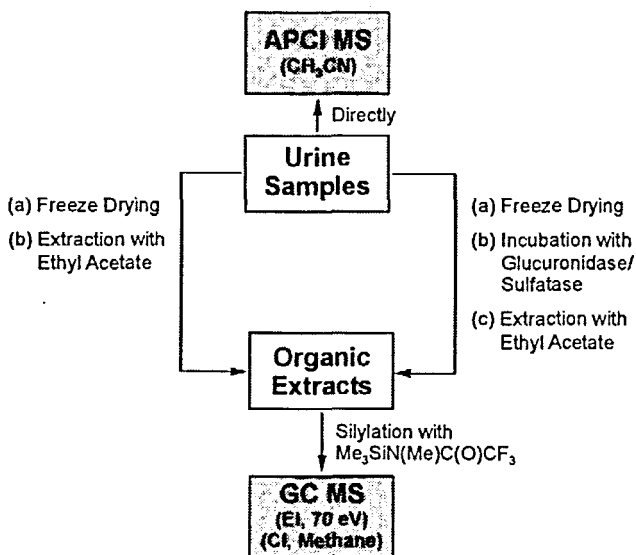 APCI MS
(CH₃CN)
Directly
Urine
Samples
(a) Freeze Drying
(b) Extraction with
Ethyl Acetate
(a) Freeze Drying
(b) Incubation with
Glucuronidase/
Sulfatase
(c) Extraction with
Ethyl Acetate
Organic
Extracts
Silylation with
Me₃SiN(Me)C(O)CF₃
GC MS
(EI, 70 eV)
(CI, Methane)